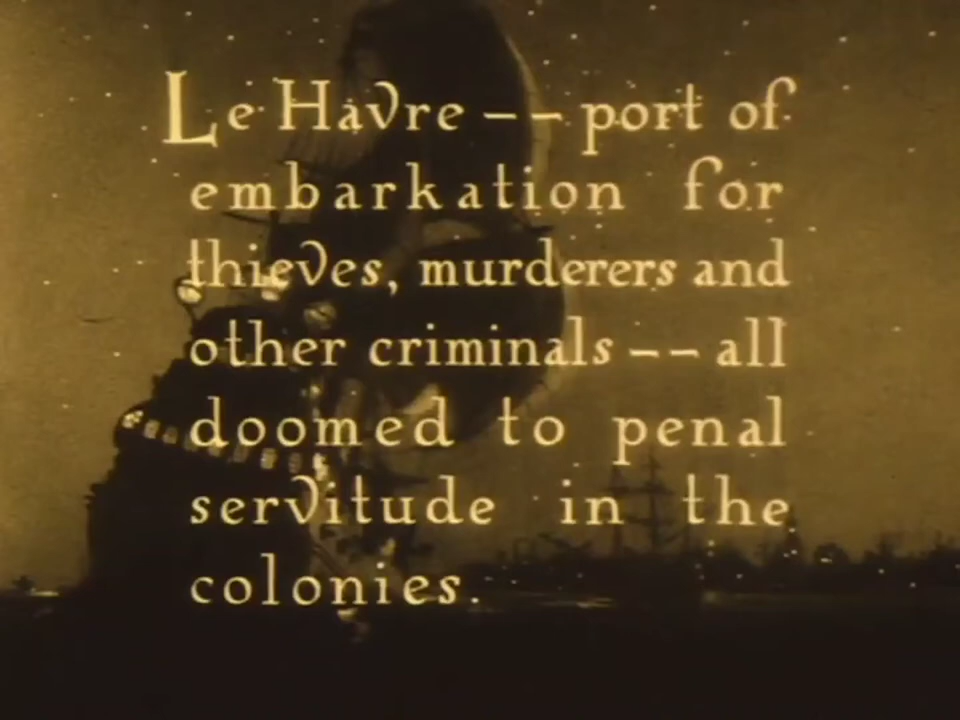 Le Havre -- port of
embarkation for
thieves, murderers and
other criminals -- all
doomed to penal
servitude in the
colonies.